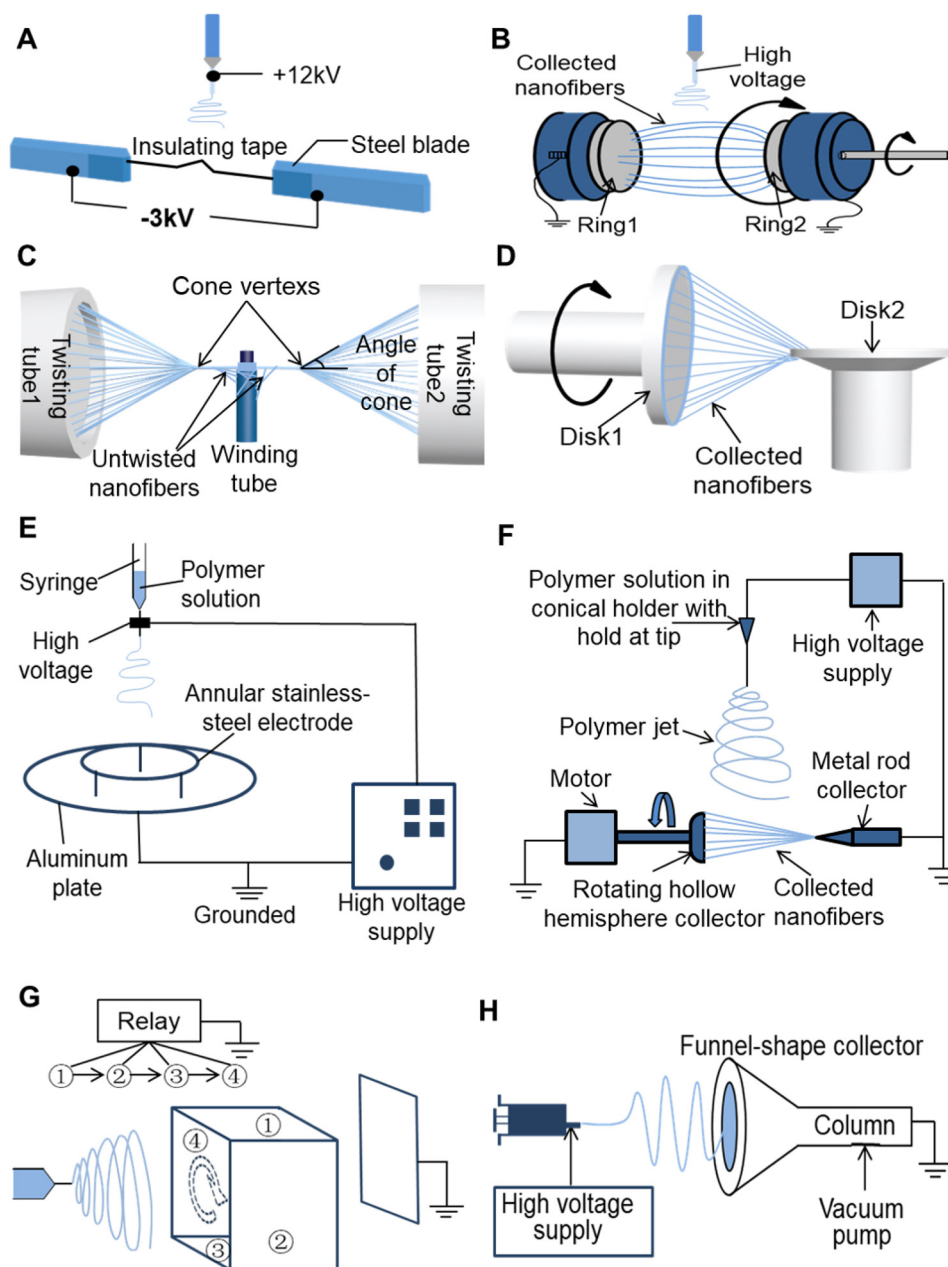 A
+12kV
Insulating tape
Steel blade
-3kV
B
Collected
nanofibers
High
voltage
Ring1
Ring2
C
Cone vertexs
Twisting
tube1
Angle
of
cone
Twisting
tube2
Untwisted
nanofibers
Winding
tube
D
Disk2
Disk1
Collected
nanofibers
E
Syringe
Polymer
solution
High
voltage
Annular stainless-
steel electrode
Aluminum
plate
Grounded
High voltage
supply
F
Polymer solution in
conical holder with
hold at tip
High voltage
supply
Polymer jet
Motor
Metal rod
collector
Rotating hollow
hemisphere collector
Collected
nanofibers
G
Relay
① ② ③ ④
①
④
③
②
H
Funnel-shape collector
Column
High voltage
supply
Vacuum
pump